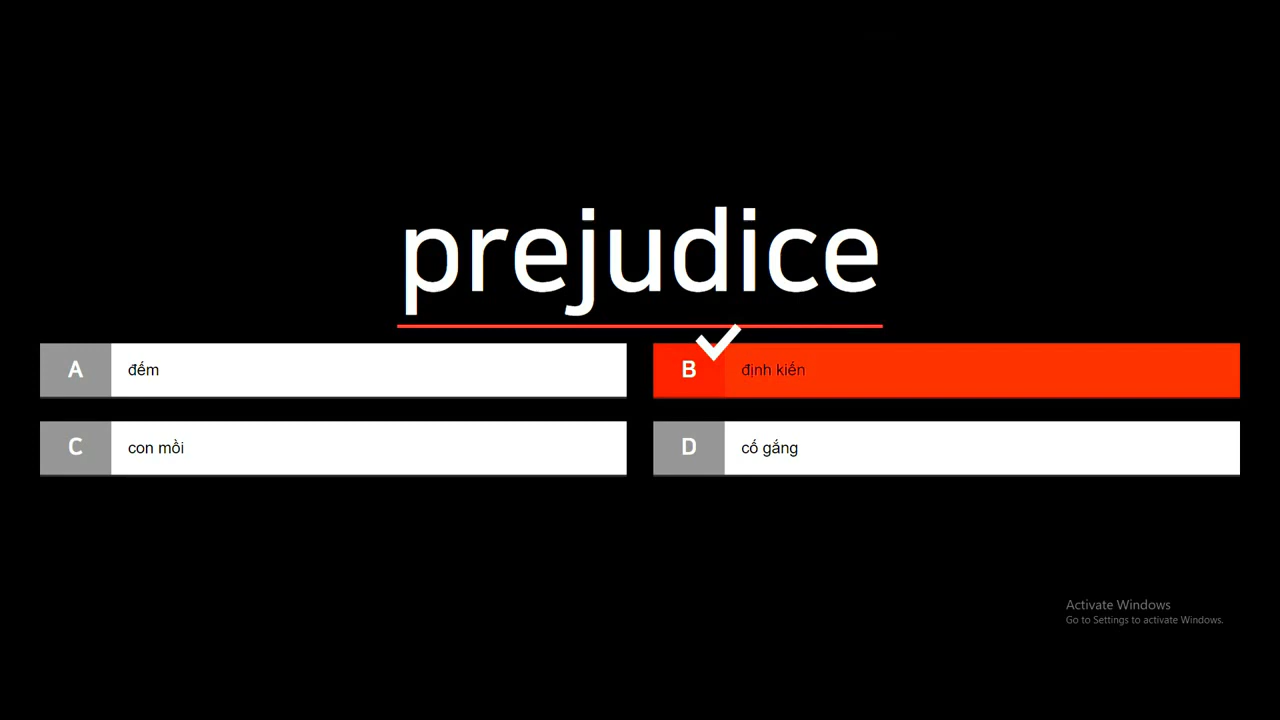 prejudice
A đếm
B định kiến
C con mồi
D cố gắng
Activate Windows
Go to Settings to activate Windows.